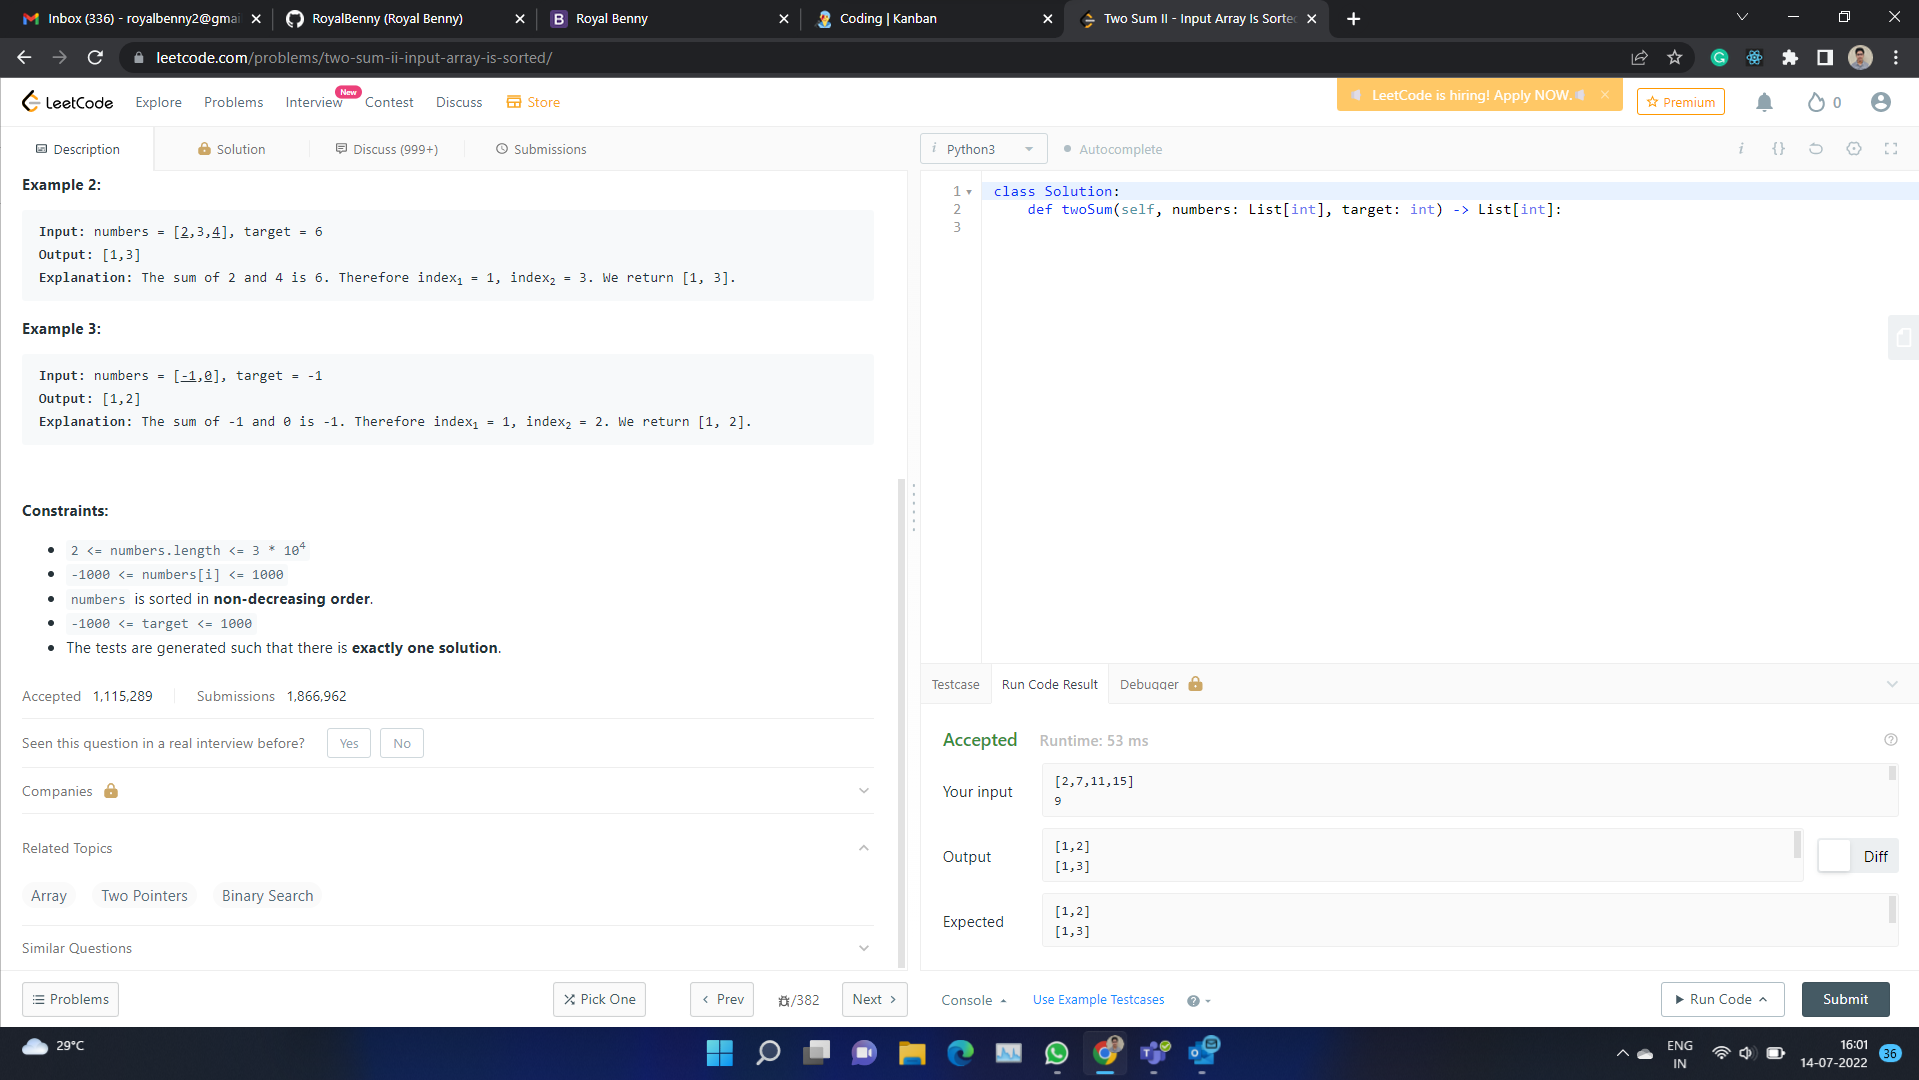 Inbox (336) - royalbenny2@gmai
RoyalBenny (Royal Benny)
Royal Benny
Coding | Kanban
Two Sum II - Input Array Is Sorted
leetcode.com/problems/two-sum-ii-input-array-is-sorted/
LeetCode
Explore
Problems
Interview
New
Contest
Discuss
Store
LeetCode is hiring! Apply NOW.
Premium
0
Description
Solution
Discuss (999+)
Submissions
Python3
Autocomplete
Example 2:
Input: numbers = [2,3,4], target = 6
Output: [1,3]
Explanation: The sum of 2 and 4 is 6. Therefore index1 = 1, index2 = 3. We return [1, 3].
Example 3:
Input: numbers = [-1,0], target = -1
Output: [1,2]
Explanation: The sum of -1 and 0 is -1. Therefore index1 = 1, index2 = 2. We return [1, 2].
Constraints:
2 <= numbers.length <= 3 * 10^4
-1000 <= numbers[i] <= 1000
numbers is sorted in non-decreasing order.
-1000 <= target <= 1000
The tests are generated such that there is exactly one solution.
Accepted 1,115,289 Submissions 1,866,962
Seen this question in a real interview before? Yes No
Companies
Related Topics
Array Two Pointers Binary Search
Similar Questions
Problems
Pick One
Prev
/382
Next
1 class Solution:
2 def twoSum(self, numbers: List[int], target: int) -> List[int]:
3
Testcase
Run Code Result
Debugger
Accepted Runtime: 53 ms
Your input
[2,7,11,15]
9
Output
[1,2]
[1,3]
Diff
Expected
[1,2]
[1,3]
Console
Use Example Testcases
Run Code
Submit
29°C
ENG
IN
16:01
14-07-2022
36